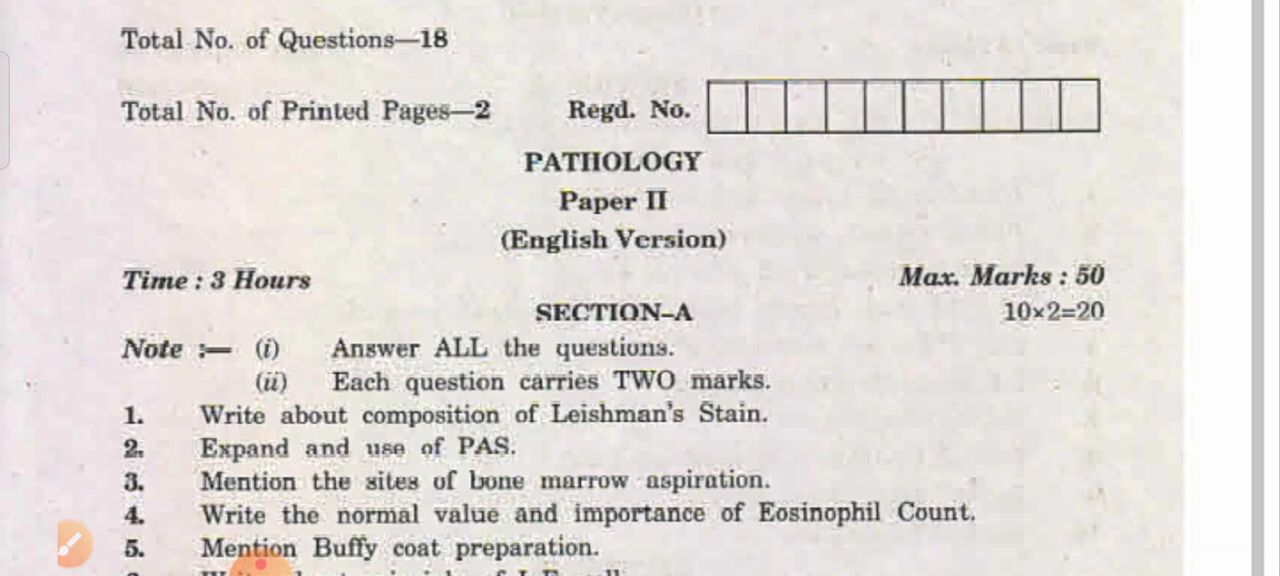 Total No. of Questions—18
Total No. of Printed Pages—2 Regd. No.
PATHOLOGY
Paper II
(English Version)
Time : 3 Hours Max. Marks : 50
SECTION–A 10×2=20
Note :— (i) Answer ALL the questions.
(ii) Each question carries TWO marks.
1. Write about composition of Leishman's Stain.
2. Expand and use of PAS.
3. Mention the sites of bone marrow aspiration.
4. Write the normal value and importance of Eosinophil Count.
5. Mention Buffy coat preparation.